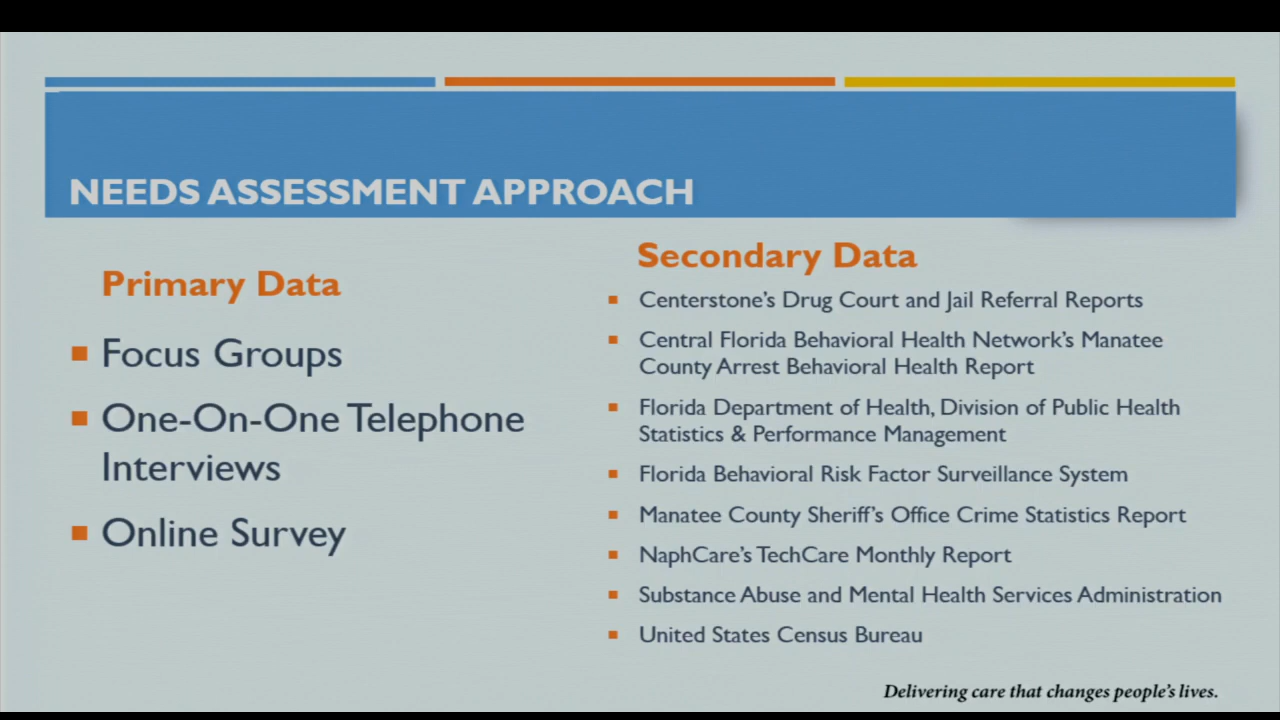 NEEDS ASSESSMENT APPROACH
Primary Data
Focus Groups
One-On-One Telephone
Interviews
Online Survey
Secondary Data
Centerstone's Drug Court and Jail Referral Reports
Central Florida Behavioral Health Network's Manatee
County Arrest Behavioral Health Report
Florida Department of Health, Division of Public Health
Statistics & Performance Management
Florida Behavioral Risk Factor Surveillance System
Manatee County Sheriff's Office Crime Statistics Report
NaphCare's TechCare Monthly Report
Substance Abuse and Mental Health Services Administration
United States Census Bureau
Delivering care that changes people's lives.